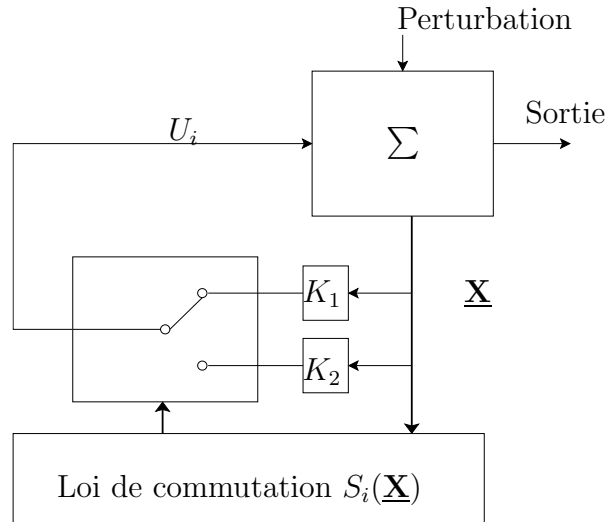 Perturbation
Sortie
U_i
∑
K_1
X
K_2
Loi de commutation S_i(X)